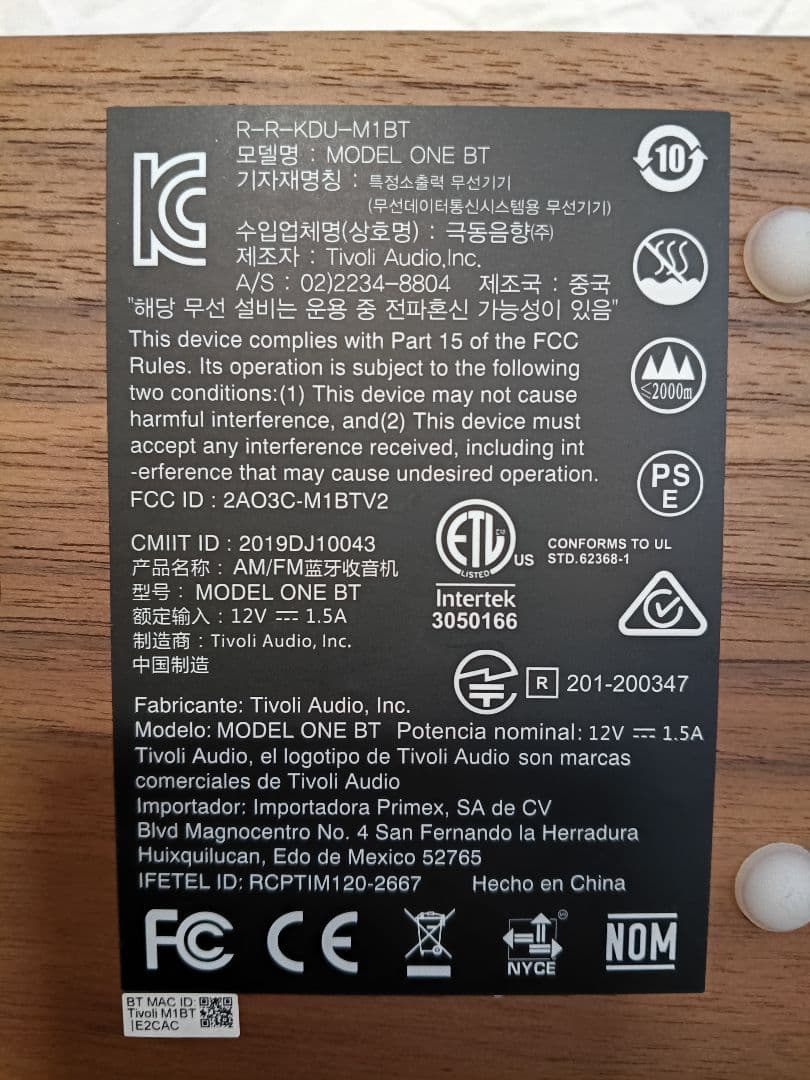 R-R-KDU-M1BT
모델명 : MODEL ONE BT
기자재명칭 : 특정소출력 무선기기
(무선데이터통신시스템용 무선기기)
수입업체명(상호명) : 극동음향(주)
제조자 : Tivoli Audio,Inc.
A/S : 02)2234-8804 제조국 : 중국
"해당 무선 설비는 운용 중 전파혼신 가능성이 있음"
10
≤2000m
PS
E
This device complies with Part 15 of the FCC
Rules. Its operation is subject to the following
two conditions:(1) This device may not cause
harmful interference, and(2) This device must
accept any interference received, including int
-erference that may cause undesired operation.
FCC ID : 2AO3C-M1BTV2
CMIIT ID : 2019DJ10043
产品名称： AM/FM蓝牙收音机
型号： MODEL ONE BT
额定输入：12V ⎓ 1.5A
制造商：Tivoli Audio, Inc.
中国制造
ETL
LISTED
US
CONFORMS TO UL
STD.62368-1
Intertek
3050166
R 201-200347
Fabricante: Tivoli Audio, Inc.
Modelo: MODEL ONE BT Potencia nominal: 12V ⎓ 1.5A
Tivoli Audio, el logotipo de Tivoli Audio son marcas
comerciales de Tivoli Audio
Importador: Importadora Primex, SA de CV
Blvd Magnocentro No. 4 San Fernando la Herradura
Huixquilucan, Edo de Mexico 52765
IFETEL ID: RCPTIM120-2667 Hecho en China
FC CE NYCE NOM
BT MAC ID:
Tivoli M1BT
|E2CAC